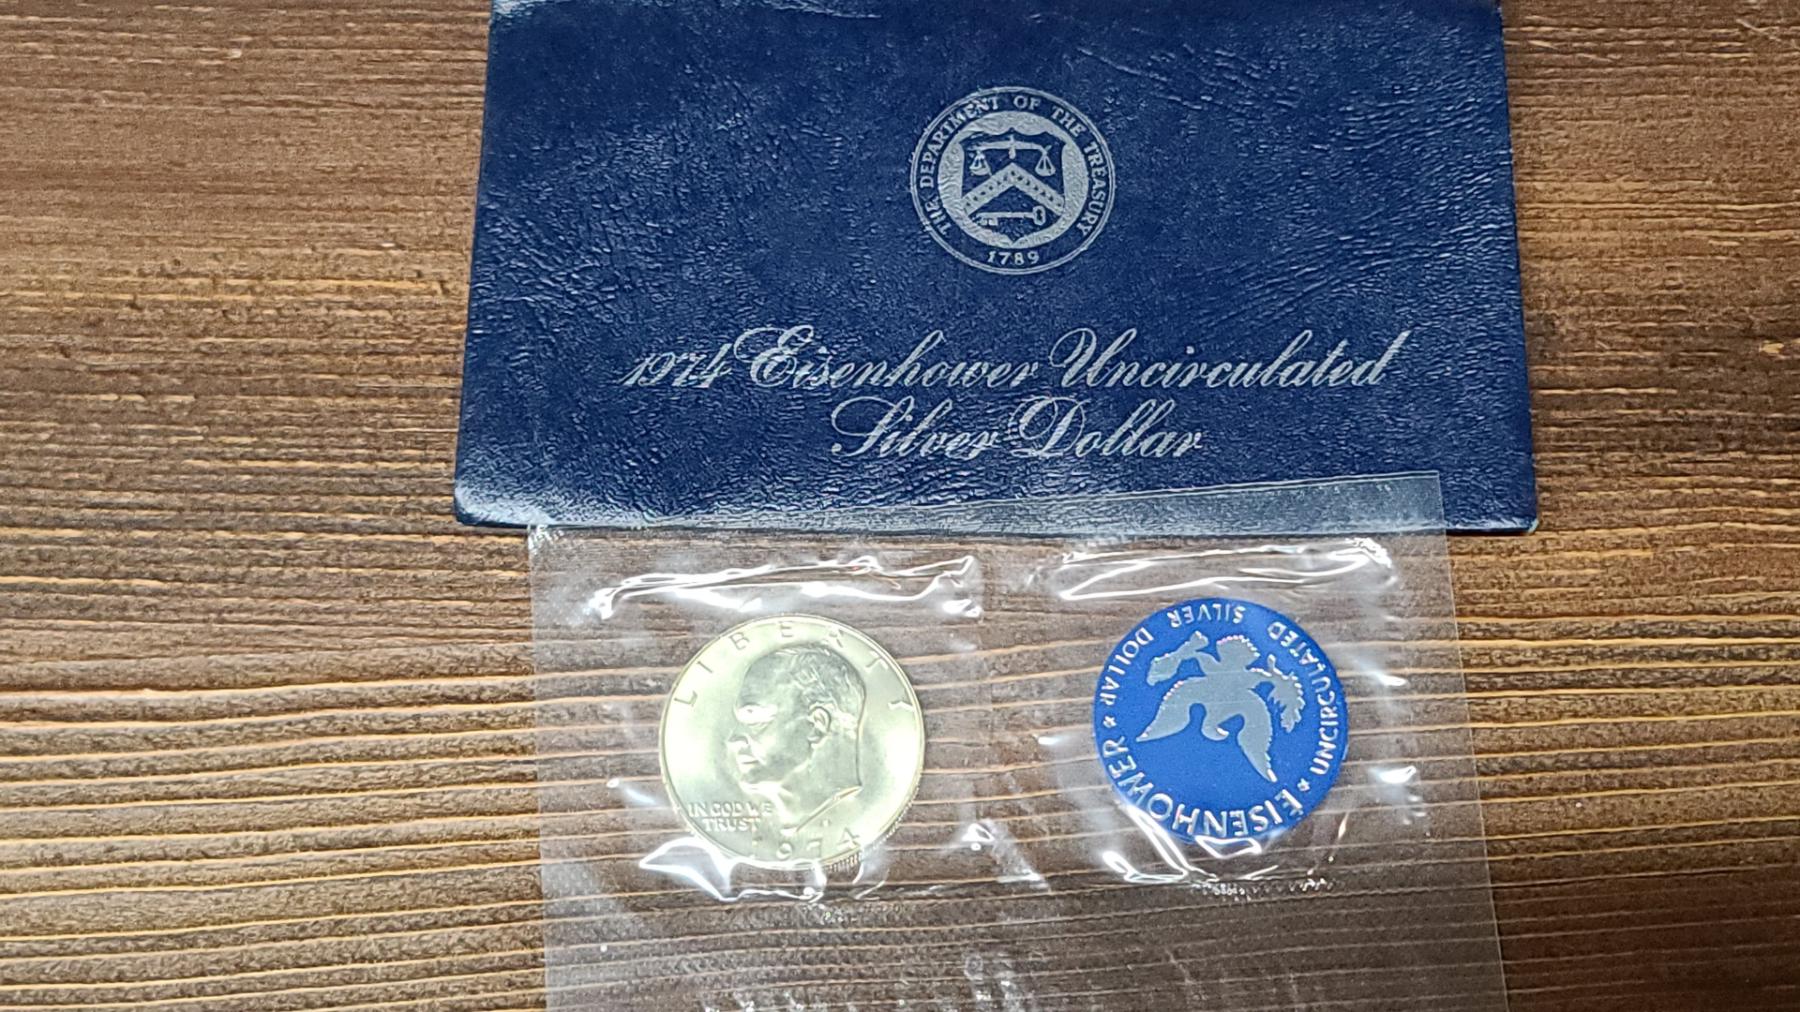 THE DEPARTMENT OF THE TREASURY
1789
1974 Eisenhower Uncirculated
Silver Dollar
LIBERTY
IN GOD WE
TRUST
1974
EISENHOWER * UNCIRCULATED SILVER DOLLAR *